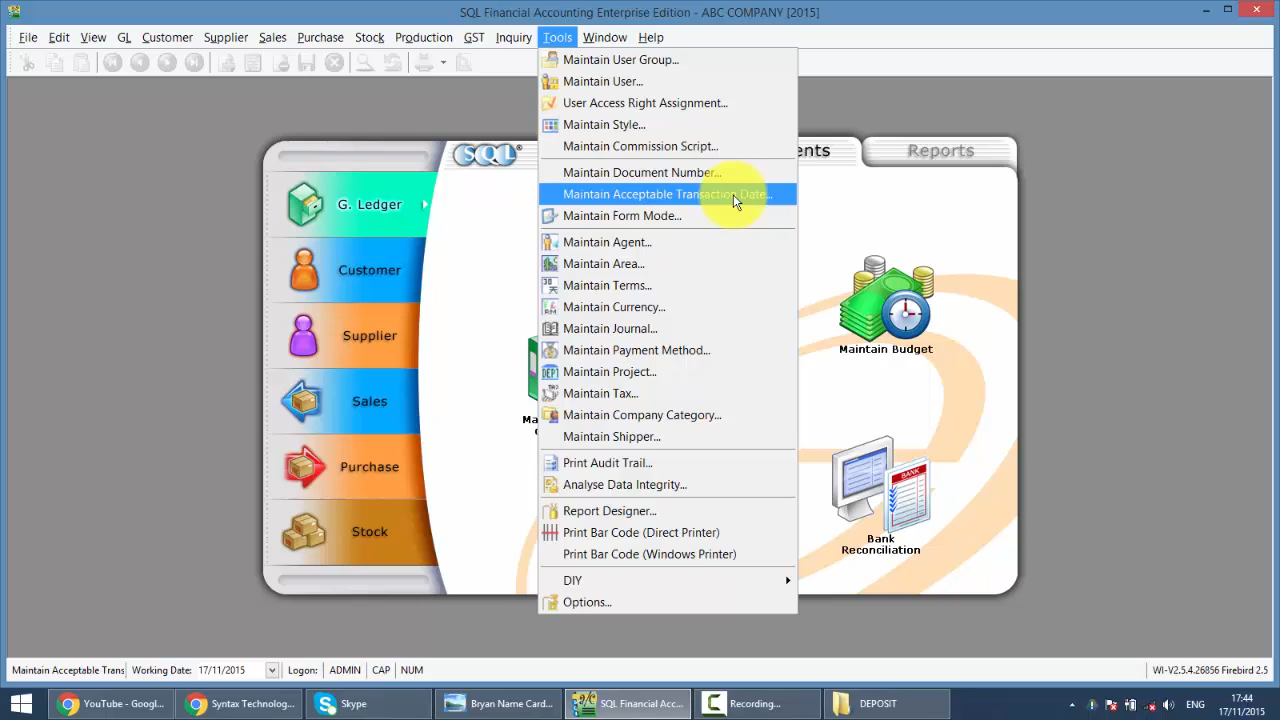 SQL Financial Accounting Enterprise Edition - ABC COMPANY [2015]
File Edit View GL Customer Supplier Sales Purchase Stock Production GST Inquiry Tools Window Help
Maintain User Group...
Maintain User...
User Access Right Assignment...
Maintain Style...
Maintain Commission Script...
Maintain Document Number...
Maintain Acceptable Transaction Date...
Maintain Form Mode...
Maintain Agent...
Maintain Area...
Maintain Terms...
Maintain Currency...
Maintain Journal...
Maintain Payment Method...
Maintain Project...
Maintain Tax...
Maintain Company Category...
Maintain Shipper...
Print Audit Trail...
Analyse Data Integrity...
Report Designer...
Print Bar Code (Direct Printer)
Print Bar Code (Windows Printer)
DIY
Options...
SQL®
Reports
G. Ledger
Customer
Supplier
Sales
Purchase
Stock
Maintain Budget
Bank
Reconciliation
Maintain Acceptable Trans Working Date: 17/11/2015 Logon: ADMIN CAP NUM WI-V2.5.4.26856 Firebird 2.5
YouTube - Googl... Syntax Technolog... Skype Bryan Name Card... SQL Financial Acc... Recording... DEPOSIT ENG 17:44
17/11/2015